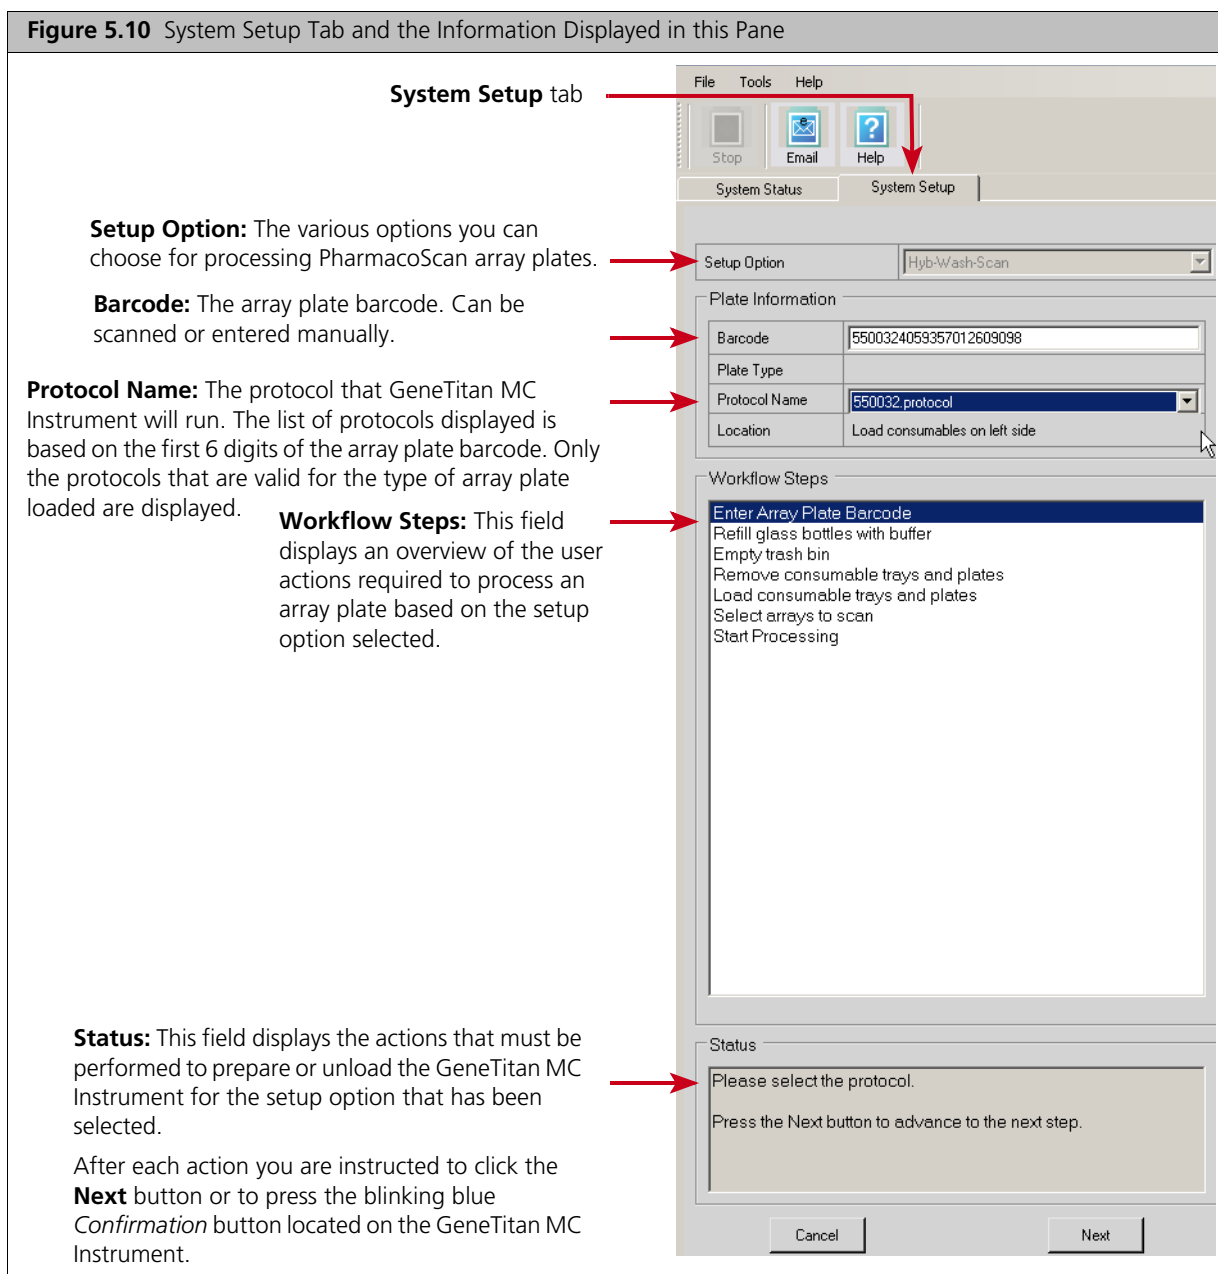 Figure 5.10 System Setup Tab and the Information Displayed in this Pane
System Setup tab
Setup Option: The various options you can
choose for processing PharmacoScan array plates.
Barcode: The array plate barcode. Can be
scanned or entered manually.
Protocol Name: The protocol that GeneTitan MC
Instrument will run. The list of protocols displayed is
based on the first 6 digits of the array plate barcode. Only
the protocols that are valid for the type of array plate
loaded are displayed.
Workflow Steps: This field
displays an overview of the user
actions required to process an
array plate based on the setup
option selected.
Status: This field displays the actions that must be
performed to prepare or unload the GeneTitan MC
Instrument for the setup option that has been
selected.
After each action you are instructed to click the
Next button or to press the blinking blue
Confirmation button located on the GeneTitan MC
Instrument.
File Tools Help
Stop Email Help
System Status System Setup
Setup Option Hyb-Wash-Scan
Plate Information
Barcode 5500324059357012609098
Plate Type
Protocol Name 550032.protocol
Location Load consumables on left side
Workflow Steps
Enter Array Plate Barcode
Refill glass bottles with buffer
Empty trash bin
Remove consumable trays and plates
Load consumable trays and plates
Select arrays to scan
Start Processing
Status
Please select the protocol.
Press the Next button to advance to the next step.
Cancel Next